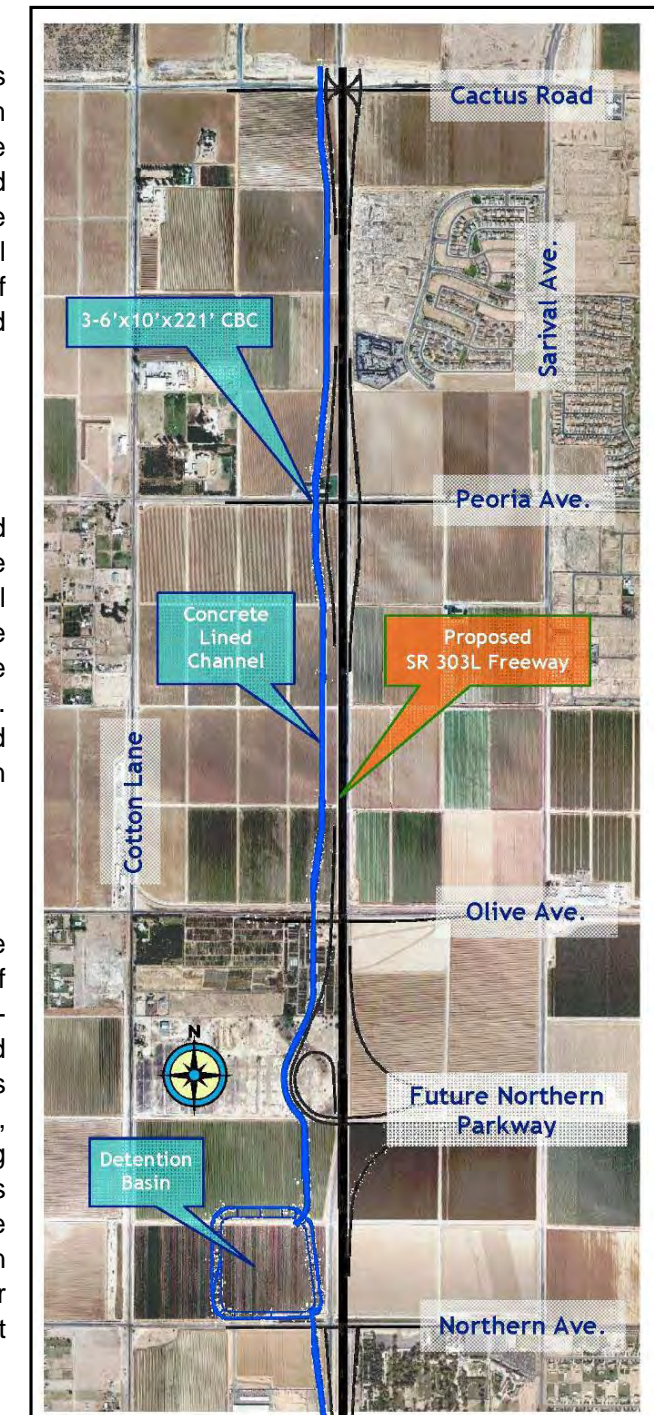 Cactus Road
Sarival Ave.
3-6'x10'x221' CBC
Peoria Ave.
Concrete
Lined
Channel
Proposed
SR 303L Freeway
Cotton Lane
Olive Ave.
N
Future Northern
Parkway
Detention
Basin
Northern Ave.